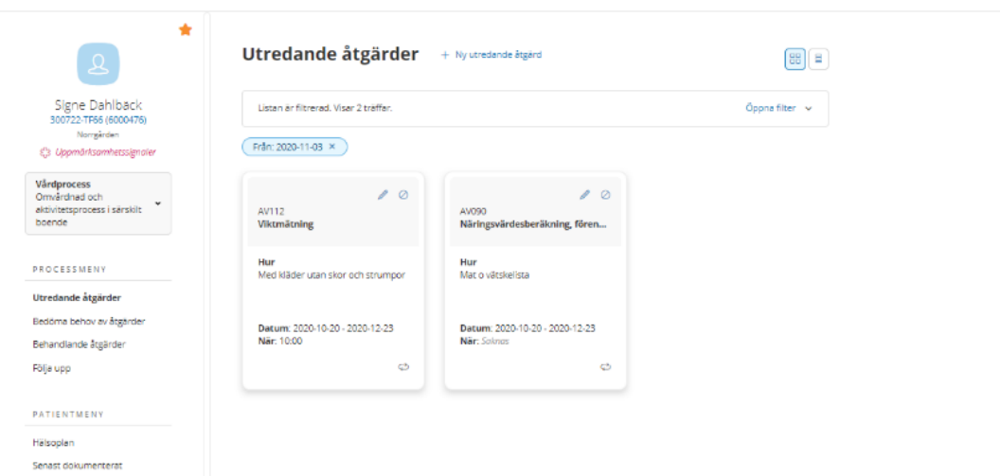 Signe Dahlbäck
300722-TF66 (6000476)
Norrgården
Uppmärksamhetssignaler
Vårdprocess
Omvårdnad och
aktivitetsprocess i särskilt
boende
PROCESSMENY
Utredande åtgärder
Bedöma behov av åtgärder
Behandlande åtgärder
Följa upp
PATIENTMENY
Hälsoplan
Senast dokumenterat
Utredande åtgärder
+ Ny utredande åtgärd
Listan är filtrerad. Visar 2 träffar.
Öppna filter
Från: 2020-11-03 ×
AV112
Viktmätning
Hur
Med kläder utan skor och strumpor
Datum: 2020-10-20 - 2020-12-23
När: 10:00
AV090
Näringsvärdesberäkning, fören...
Hur
Mat o vätskelista
Datum: 2020-10-20 - 2020-12-23
När: Saknas